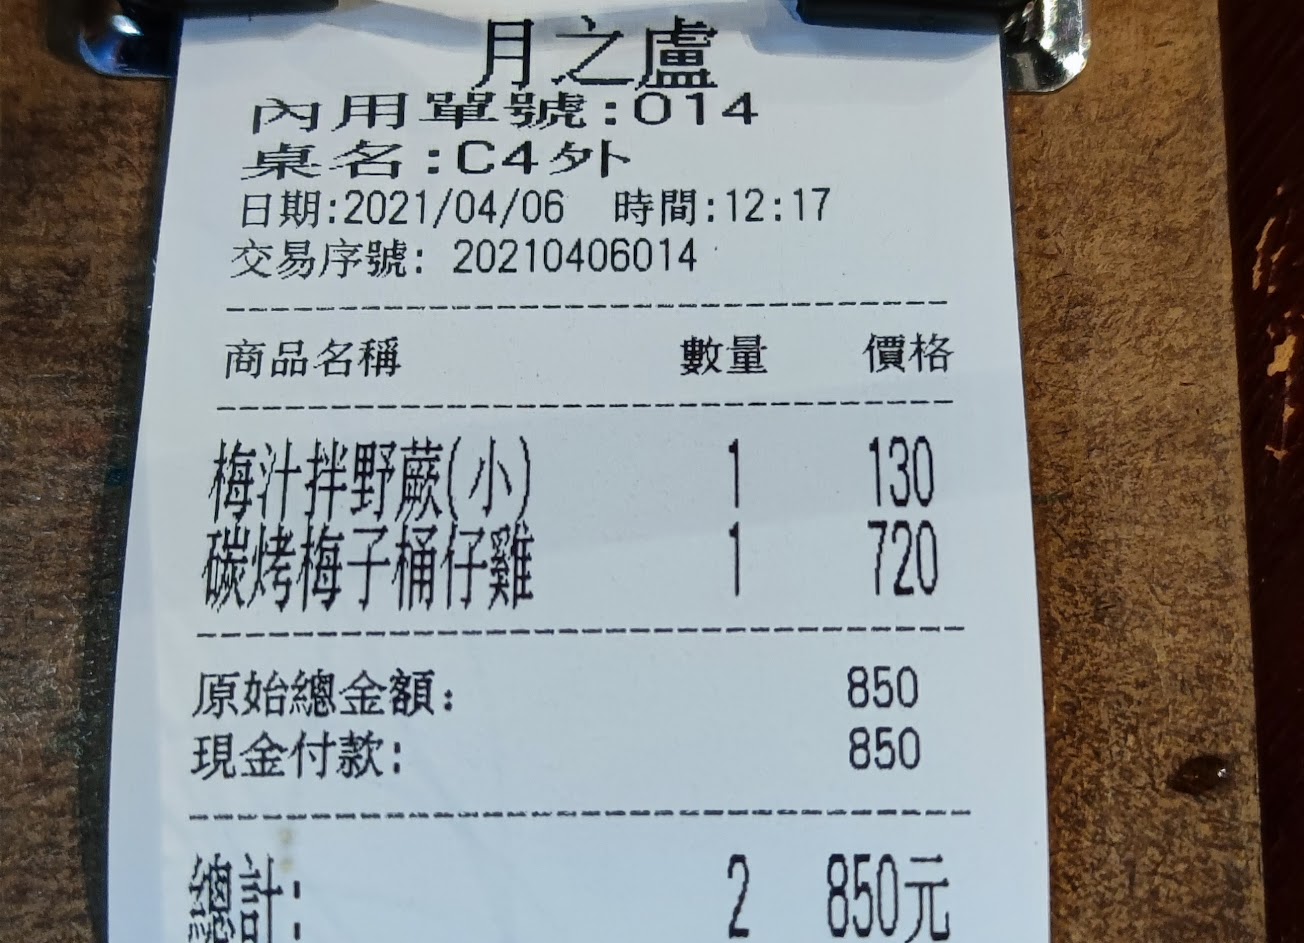 月之盧
內用單號:014
桌名:C4外
日期:2021/04/06 時間:12:17
交易序號: 20210406014
商品名稱 數量 價格
梅汁拌野蕨(小) 1 130
碳烤梅子桶仔雞 1 720
原始總金額: 850
現金付款: 850
總計: 2 850元